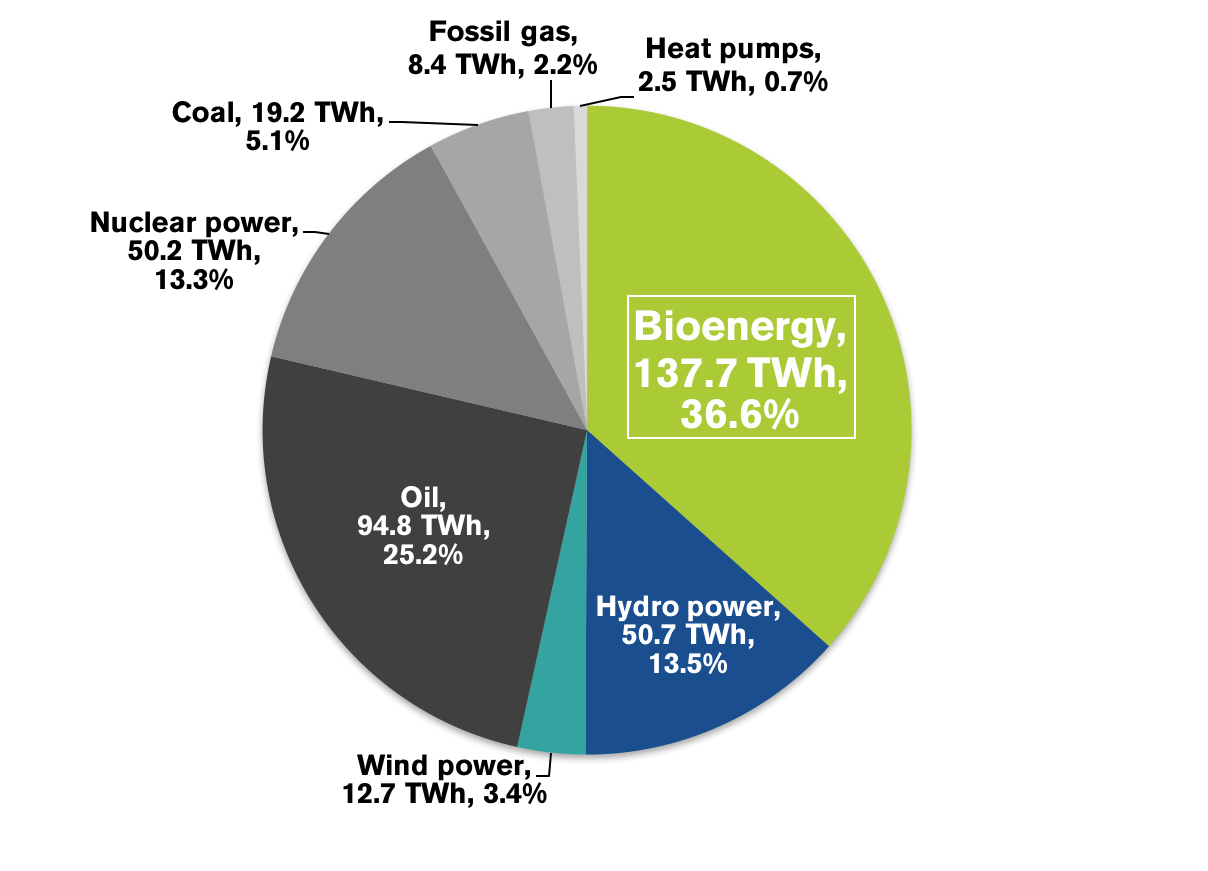 Fossil gas,
8.4 TWh, 2.2%
Heat pumps,
2.5 TWh, 0.7%
Coal, 19.2 TWh,
5.1%
Nuclear power,
50.2 TWh,
13.3%
Bioenergy,
137.7 TWh,
36.6%
Oil,
94.8 TWh,
25.2%
Hydro power,
50.7 TWh,
13.5%
Wind power,
12.7 TWh, 3.4%